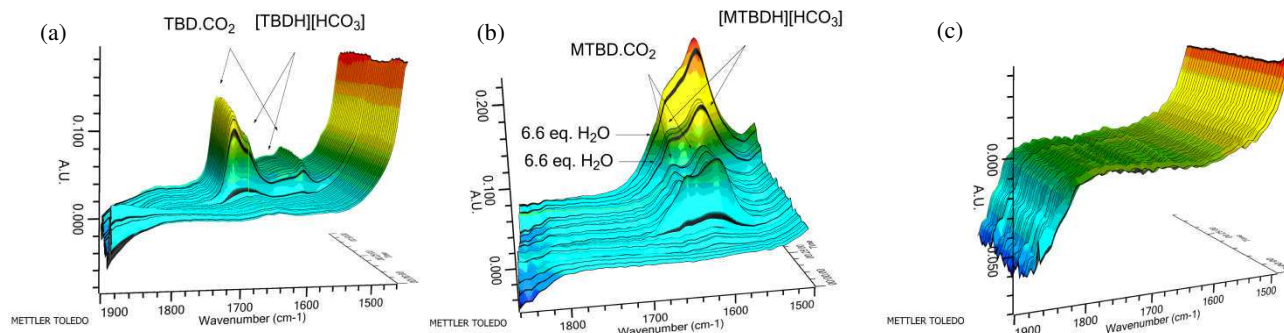 (a)
TBD.CO₂
[TBDH][HCO₃]
0.100
0.000
A.U.
1900
1800
1700
1600
1500
Wavenumber (cm-1)
METTLER TOLEDO
(b)
[MTBDH][HCO₃]
MTBD.CO₂
0.200
6.6 eq. H₂O
6.6 eq. H₂O
0.100
A.U.
0.000
1800
1700
1600
1500
Wavenumber (cm-1)
METTLER TOLEDO
(c)
0.000
A.U.
-0.050
1900
1800
1700
1600
1500
Wavenumber (cm-1)
METTLER TOLEDO